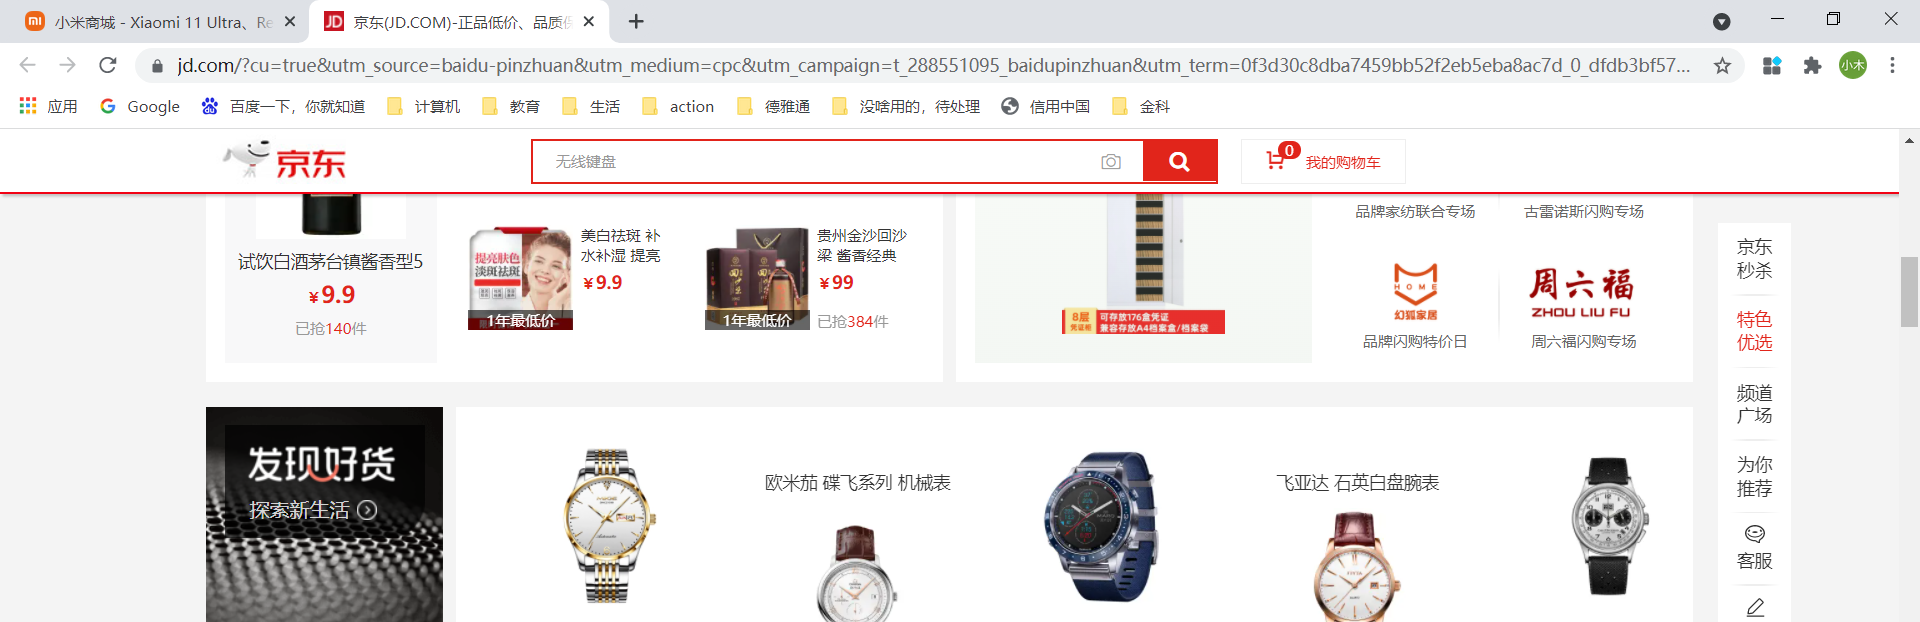 小米商城 - Xiaomi 11 Ultra、Re
京东(JD.COM)-正品低价、品质保
jd.com/?cu=true&utm_source=baidu-pinzhuan&utm_medium=cpc&utm_campaign=t_288551095_baidupinzhuan&utm_term=0f3d30c8dba7459bb52f2eb5eba8ac7d_0_dfdb3bf57...
小木
应用
Google
百度一下，你就知道
计算机
教育
生活
action
德雅通
没啥用的，待处理
信用中国
金科
京东
无线键盘
0
我的购物车
试饮白酒茅台镇酱香型5
¥9.9
已抢140件
提亮肤色
淡斑祛斑
1年最低价
美白祛斑 补
水补湿 提亮
¥9.9
1年最低价
贵州金沙回沙
梁 酱香经典
¥99
已抢384件
8层
凭证柜
可存放176盒凭证
兼容存放A4档案盒/档案袋
品牌家纺联合专场
古雷诺斯闪购专场
HOME
幻狐家居
品牌闪购特价日
周六福
ZHOU LIU FU
周六福闪购专场
发现好货
探索新生活
欧米茄 碟飞系列 机械表
飞亚达 石英白盘腕表
京东
秒杀
特色
优选
频道
广场
为你
推荐
客服